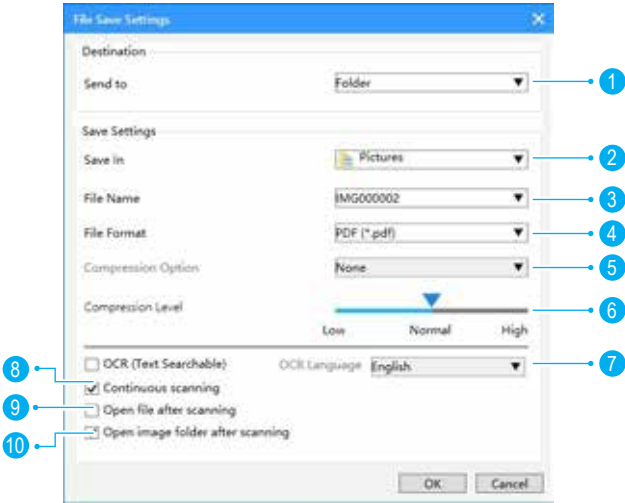 File Save Settings
Destination
Send to Folder 1
Save Settings
Save In Pictures 2
File Name IMG000002 3
File Format PDF (*.pdf) 4
Compression Option None 5
Compression Level 6
Low Normal High
OCR (Text Searchable) OCR Language English 7
8 Continuous scanning
9 Open file after scanning
10 Open image folder after scanning
OK Cancel